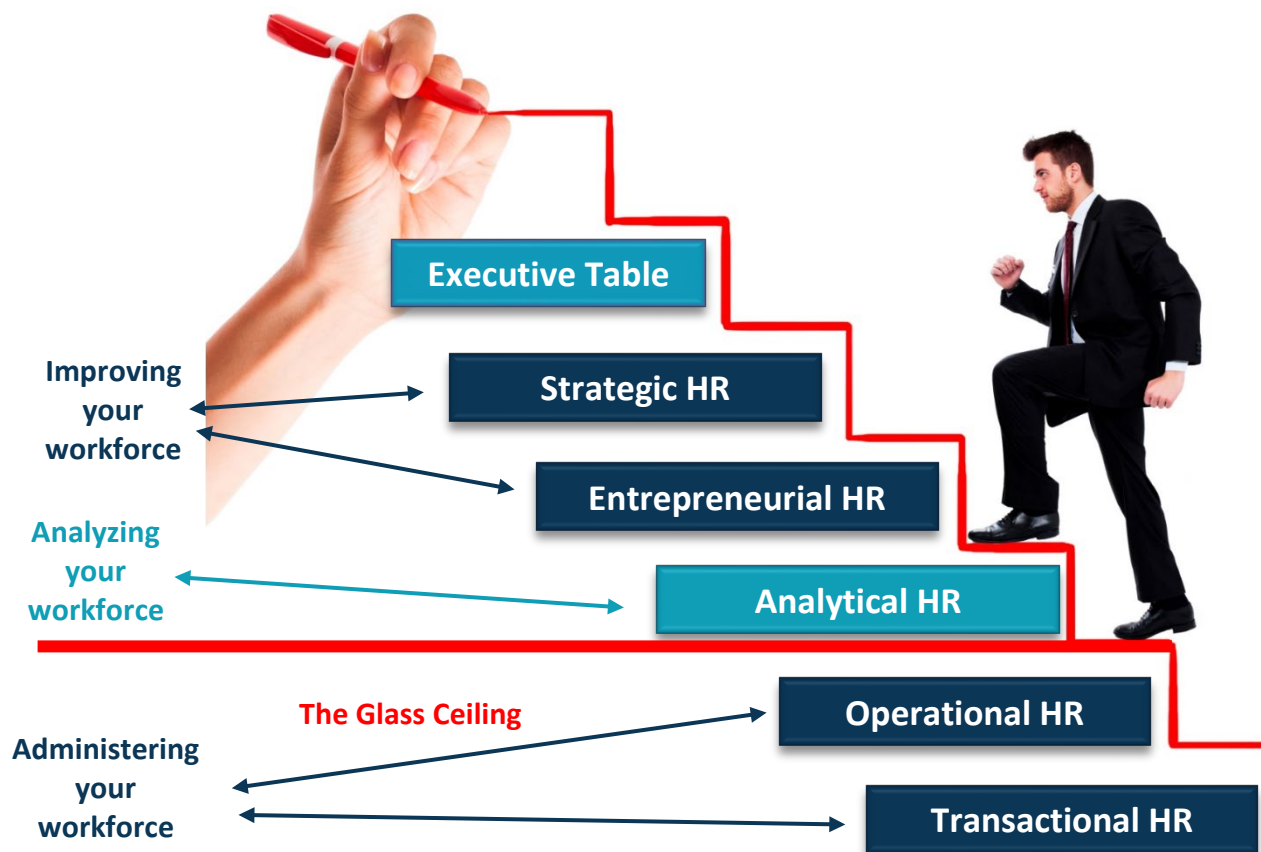 Executive Table
Improving
your
workforce
Strategic HR
Entrepreneurial HR
Analyzing
your
workforce
Analytical HR
The Glass Ceiling
Operational HR
Administering
your
workforce
Transactional HR